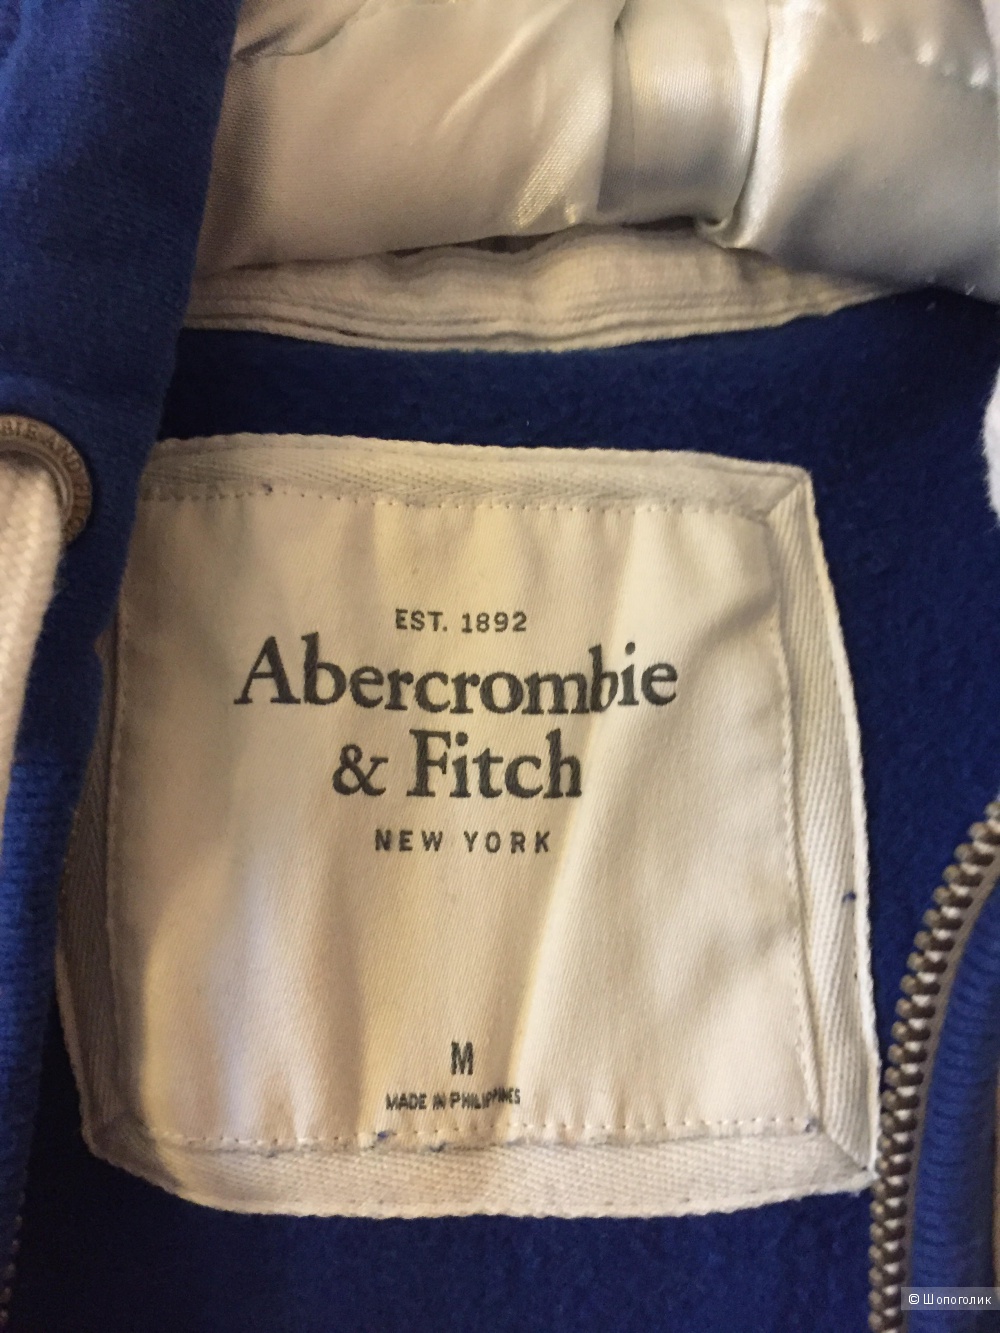 EST. 1892
Abercrombie
& Fitch
NEW YORK
M
MADE IN PHILIPPINES
© Шопоголик